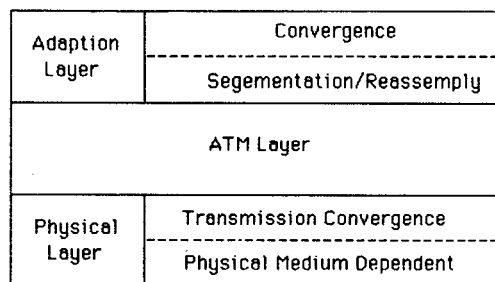 Adaption
Layer
Convergence
Segementation/Reassemply
ATM Layer
Physical
Layer
Transmission Convergence
Physical Medium Dependent